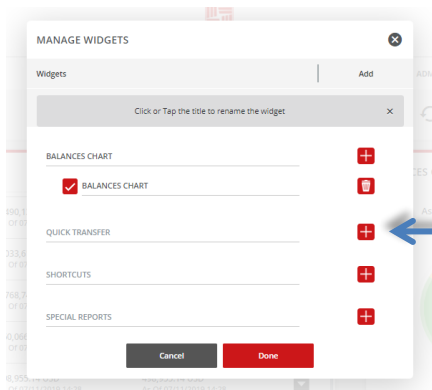 MANAGE WIDGETS
Widgets Add
Click or Tap the title to rename the widget ×
BALANCES CHART
BALANCES CHART
QUICK TRANSFER
SHORTCUTS
SPECIAL REPORTS
Cancel Done